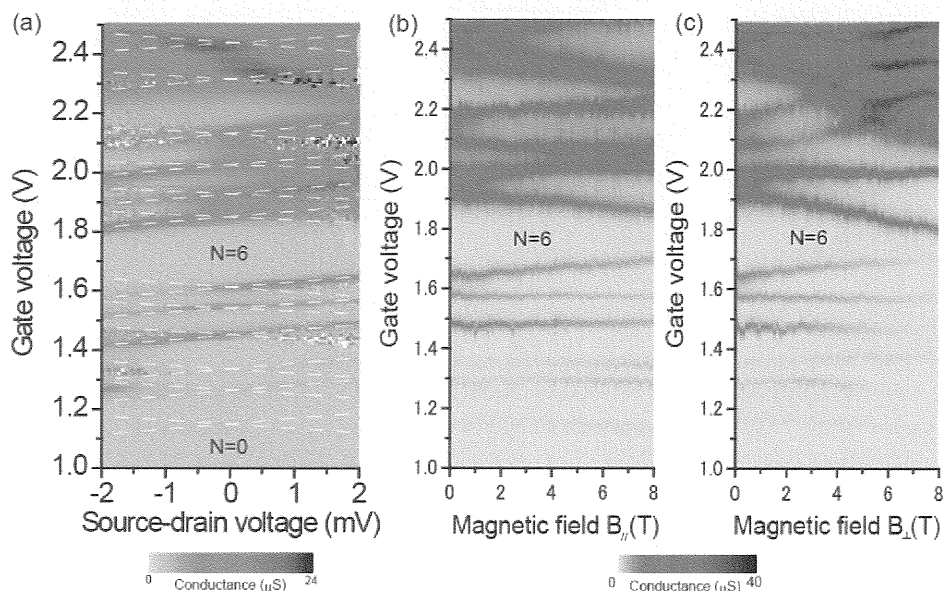 (a)
2.4
2.2
2.0
1.8
1.6
1.4
1.2
1.0
Gate voltage (V)
N=6
N=0
-2 -1 0 1 2
Source-drain voltage (mV)
0 24
Conductance (μS)
(b)
2.4
2.2
2.0
1.8
1.6
1.4
1.2
1.0
Gate voltage (V)
N=6
0 2 4 6 8
Magnetic field B//(T)
(c)
2.4
2.2
2.0
1.8
1.6
1.4
1.2
1.0
Gate voltage (V)
N=6
0 2 4 6 8
Magnetic field B⊥(T)
0 40
Conductance (μS)